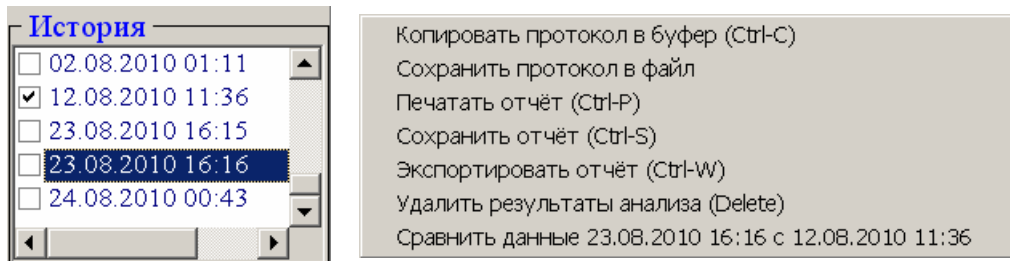 История
02.08.2010 01:11
12.08.2010 11:36
23.08.2010 16:15
23.08.2010 16:16
24.08.2010 00:43
Копировать протокол в буфер (Ctrl-C)
Сохранить протокол в файл
Печатать отчёт (Ctrl-P)
Сохранить отчёт (Ctrl-S)
Экспортировать отчёт (Ctrl-W)
Удалить результаты анализа (Delete)
Сравнить данные 23.08.2010 16:16 с 12.08.2010 11:36